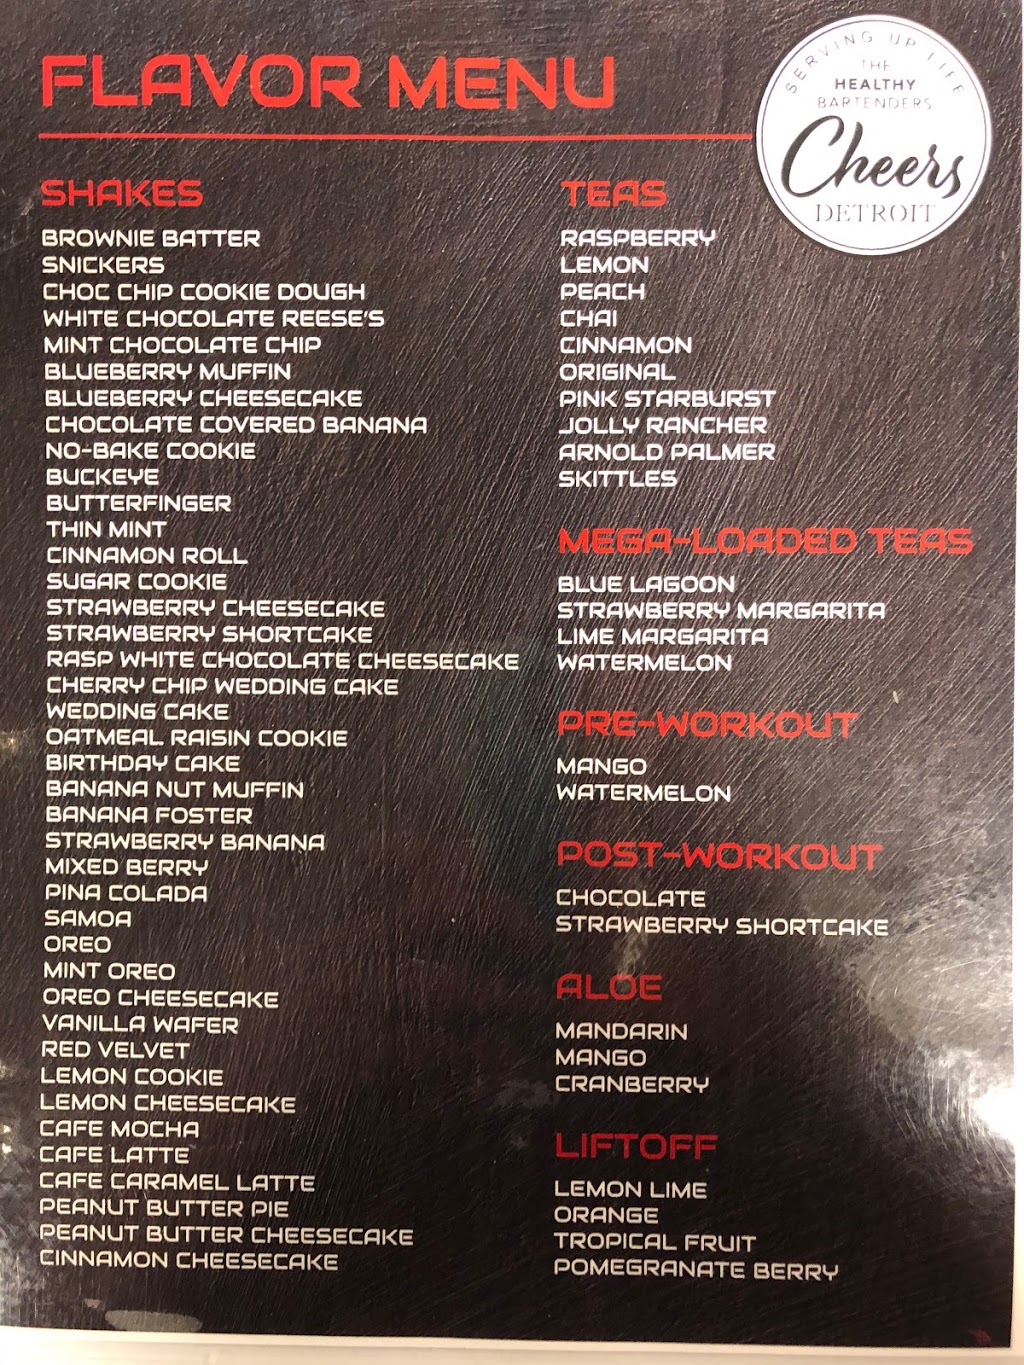 FLAVOR MENU
SERVING UP LIFE
THE
HEALTHY
BARTENDERS
Cheers
DETROIT
SHAKES
BROWNIE BATTER
SNICKERS
CHOC CHIP COOKIE DOUGH
WHITE CHOCOLATE REESE'S
MINT CHOCOLATE CHIP
BLUEBERRY MUFFIN
BLUEBERRY CHEESECAKE
CHOCOLATE COVERED BANANA
NO-BAKE COOKIE
BUCKEYE
BUTTERFINGER
THIN MINT
CINNAMON ROLL
SUGAR COOKIE
STRAWBERRY CHEESECAKE
STRAWBERRY SHORTCAKE
RASP WHITE CHOCOLATE CHEESECAKE
CHERRY CHIP WEDDING CAKE
WEDDING CAKE
OATMEAL RAISIN COOKIE
BIRTHDAY CAKE
BANANA NUT MUFFIN
BANANA FOSTER
STRAWBERRY BANANA
MIXED BERRY
PINA COLADA
SAMOA
OREO
MINT OREO
OREO CHEESECAKE
VANILLA WAFER
RED VELVET
LEMON COOKIE
LEMON CHEESECAKE
CAFE MOCHA
CAFE LATTE
CAFE CARAMEL LATTE
PEANUT BUTTER PIE
PEANUT BUTTER CHEESECAKE
CINNAMON CHEESECAKE
TEAS
RASPBERRY
LEMON
PEACH
CHAI
CINNAMON
ORIGINAL
PINK STARBURST
JOLLY RANCHER
ARNOLD PALMER
SKITTLES
MEGA-LOADED TEAS
BLUE LAGOON
STRAWBERRY MARGARITA
LIME MARGARITA
WATERMELON
PRE-WORKOUT
MANGO
WATERMELON
POST-WORKOUT
CHOCOLATE
STRAWBERRY SHORTCAKE
ALOE
MANDARIN
MANGO
CRANBERRY
LIFTOFF
LEMON LIME
ORANGE
TROPICAL FRUIT
POMEGRANATE BERRY